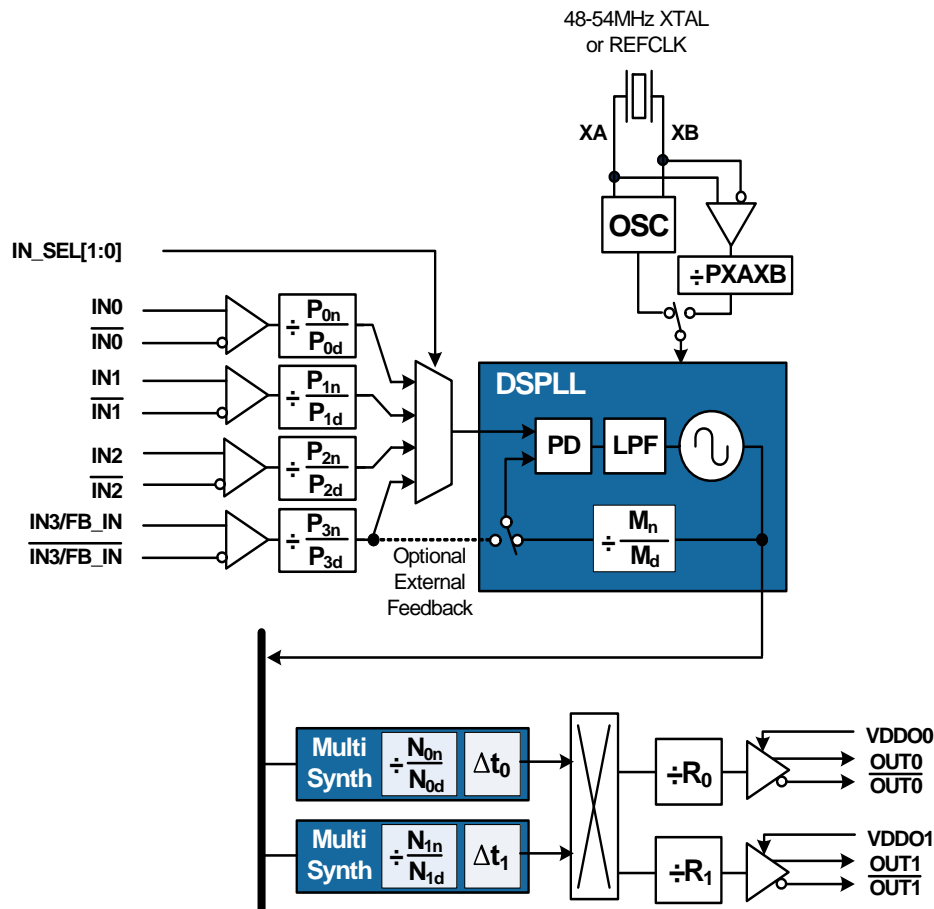 48-54MHz XTAL
or REFCLK
XA
XB
OSC
÷PXAXB
IN_SEL[1:0]
IN0
IN0
÷ P0n
P0d
IN1
IN1
÷ P1n
P1d
IN2
IN2
÷ P2n
P2d
IN3/FB_IN
IN3/FB_IN
÷ P3n
P3d
DSPLL
PD
LPF
÷ Mn
Md
Optional
External
Feedback
Multi
Synth
÷ N0n
N0d
Δt0
÷R0
VDDO0
OUT0
OUT0
Multi
Synth
÷ N1n
N1d
Δt1
÷R1
VDDO1
OUT1
OUT1